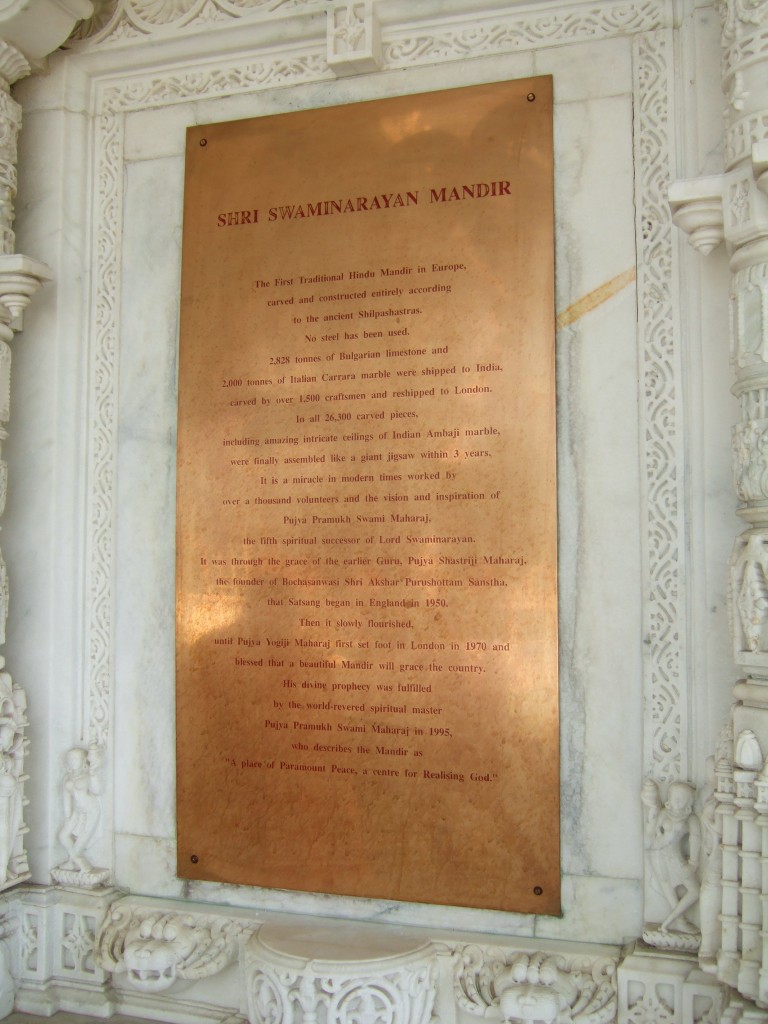 SHRI SWAMINARAYAN MANDIR
The First Traditional Hindu Mandir in Europe,
carved and constructed entirely according
to the ancient Shilpashastras.
No steel has been used.
2,828 tonnes of Bulgarian limestone and
2,000 tonnes of Italian Carrara marble were shipped to India,
carved by over 1,500 craftsmen and reshipped to London.
In all 26,300 carved pieces,
including amazing intricate ceilings of Indian Ambaji marble,
were finally assembled like a giant jigsaw within 3 years.
It is a miracle in modern times worked by
over a thousand volunteers and the vision and inspiration of
Pujya Pramukh Swami Maharaj,
the fifth spiritual successor of Lord Swaminarayan.
It was through the grace of the earlier Guru, Pujya Shastriji Maharaj,
the founder of Bochasanwasi Shri Akshar Purushottam Sanstha,
that Satsang began in England in 1950.
Then it slowly flourished,
until Pujya Yogiji Maharaj first set foot in London in 1970 and
blessed that a beautiful Mandir will grace the country.
His divine prophecy was fulfilled
by the world-revered spiritual master
Pujya Pramukh Swami Maharaj in 1995,
who describes the Mandir as
"A place of Paramount Peace, a centre for Realising God."